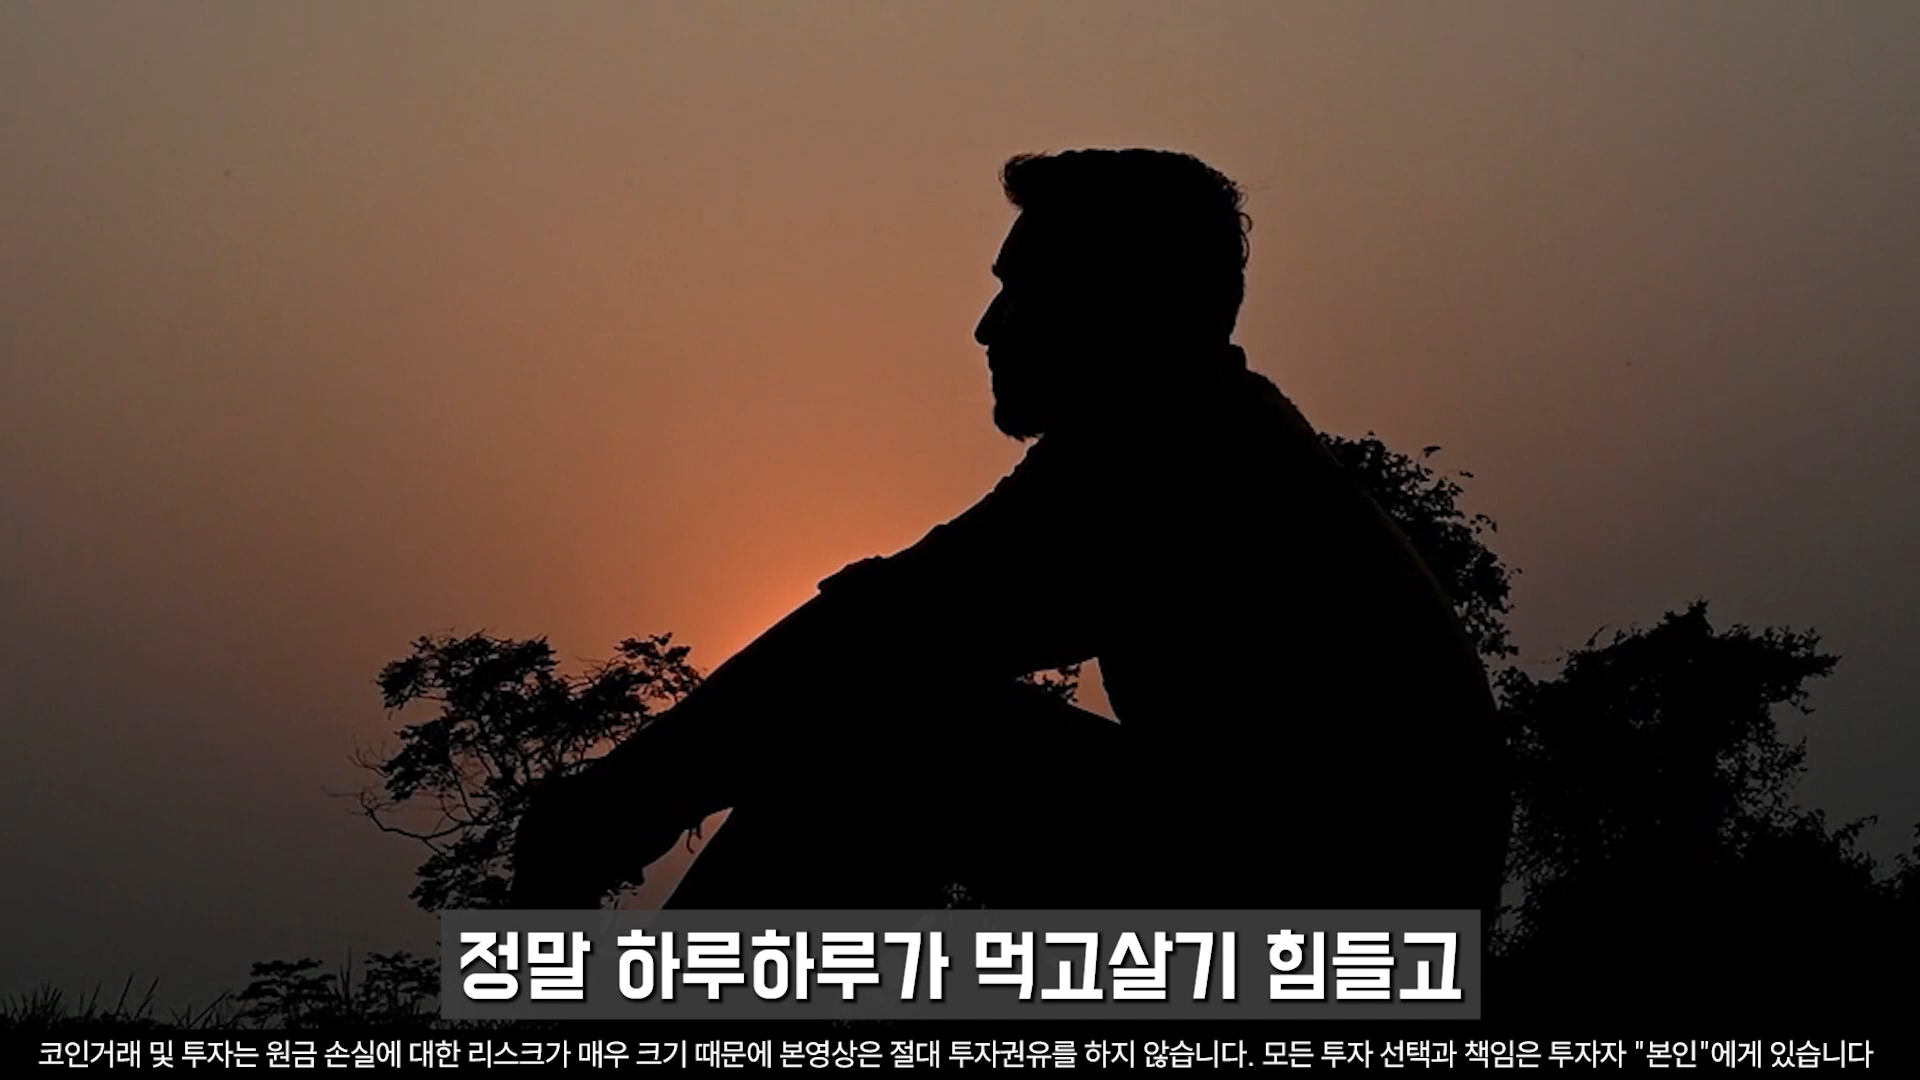 정말 하루하루가 먹고살기 힘들고
코인거래 및 투자는 원금 손실에 대한 리스크가 매우 크기 때문에 본영상은 절대 투자권유를 하지 않습니다. 모든 투자 선택과 책임은 투자자 "본인"에게 있습니다